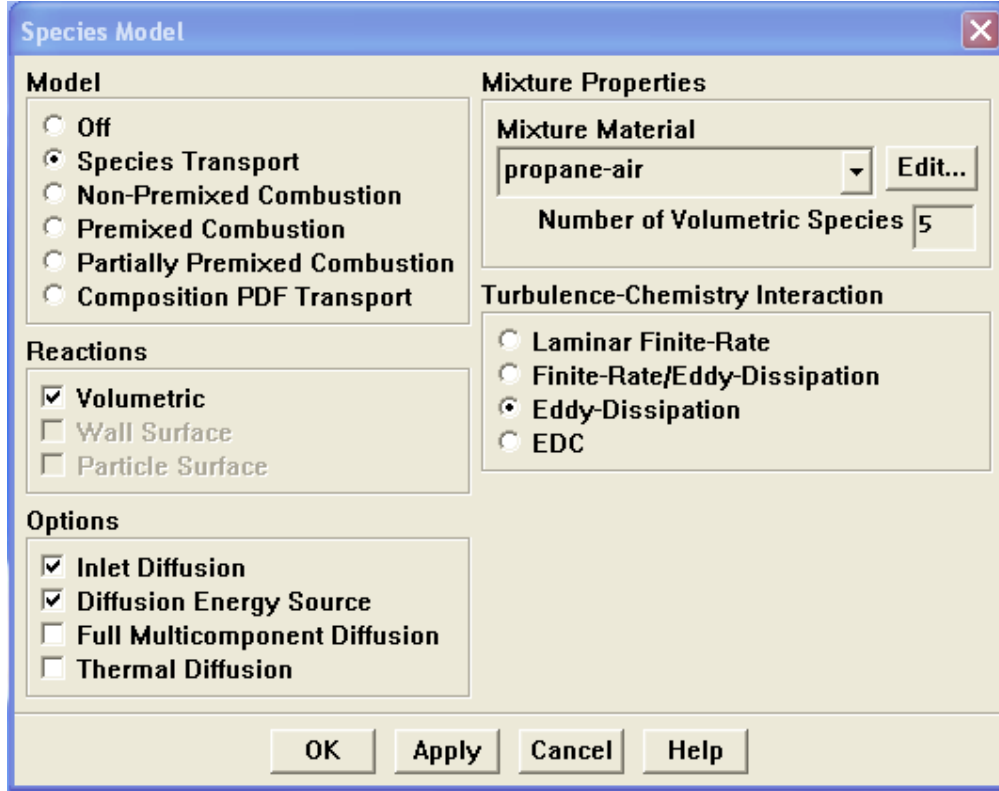 Species Model
Model
Off
Species Transport
Non-Premixed Combustion
Premixed Combustion
Partially Premixed Combustion
Composition PDF Transport
Reactions
Volumetric
Wall Surface
Particle Surface
Options
Inlet Diffusion
Diffusion Energy Source
Full Multicomponent Diffusion
Thermal Diffusion
Mixture Properties
Mixture Material
propane-air
Edit...
Number of Volumetric Species 5
Turbulence-Chemistry Interaction
Laminar Finite-Rate
Finite-Rate/Eddy-Dissipation
Eddy-Dissipation
EDC
OK Apply Cancel Help